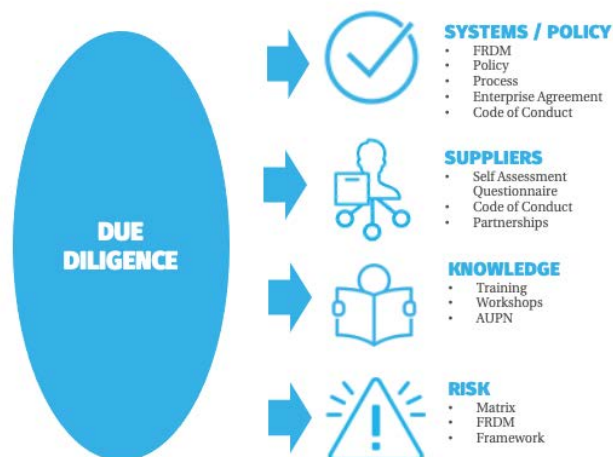 DUE
DILIGENCE
SYSTEMS / POLICY
• FRDM
• Policy
• Process
• Enterprise Agreement
• Code of Conduct
SUPPLIERS
• Self Assessment
Questionnaire
• Code of Conduct
• Partnerships
KNOWLEDGE
• Training
• Workshops
• AUPN
RISK
• Matrix
• FRDM
• Framework